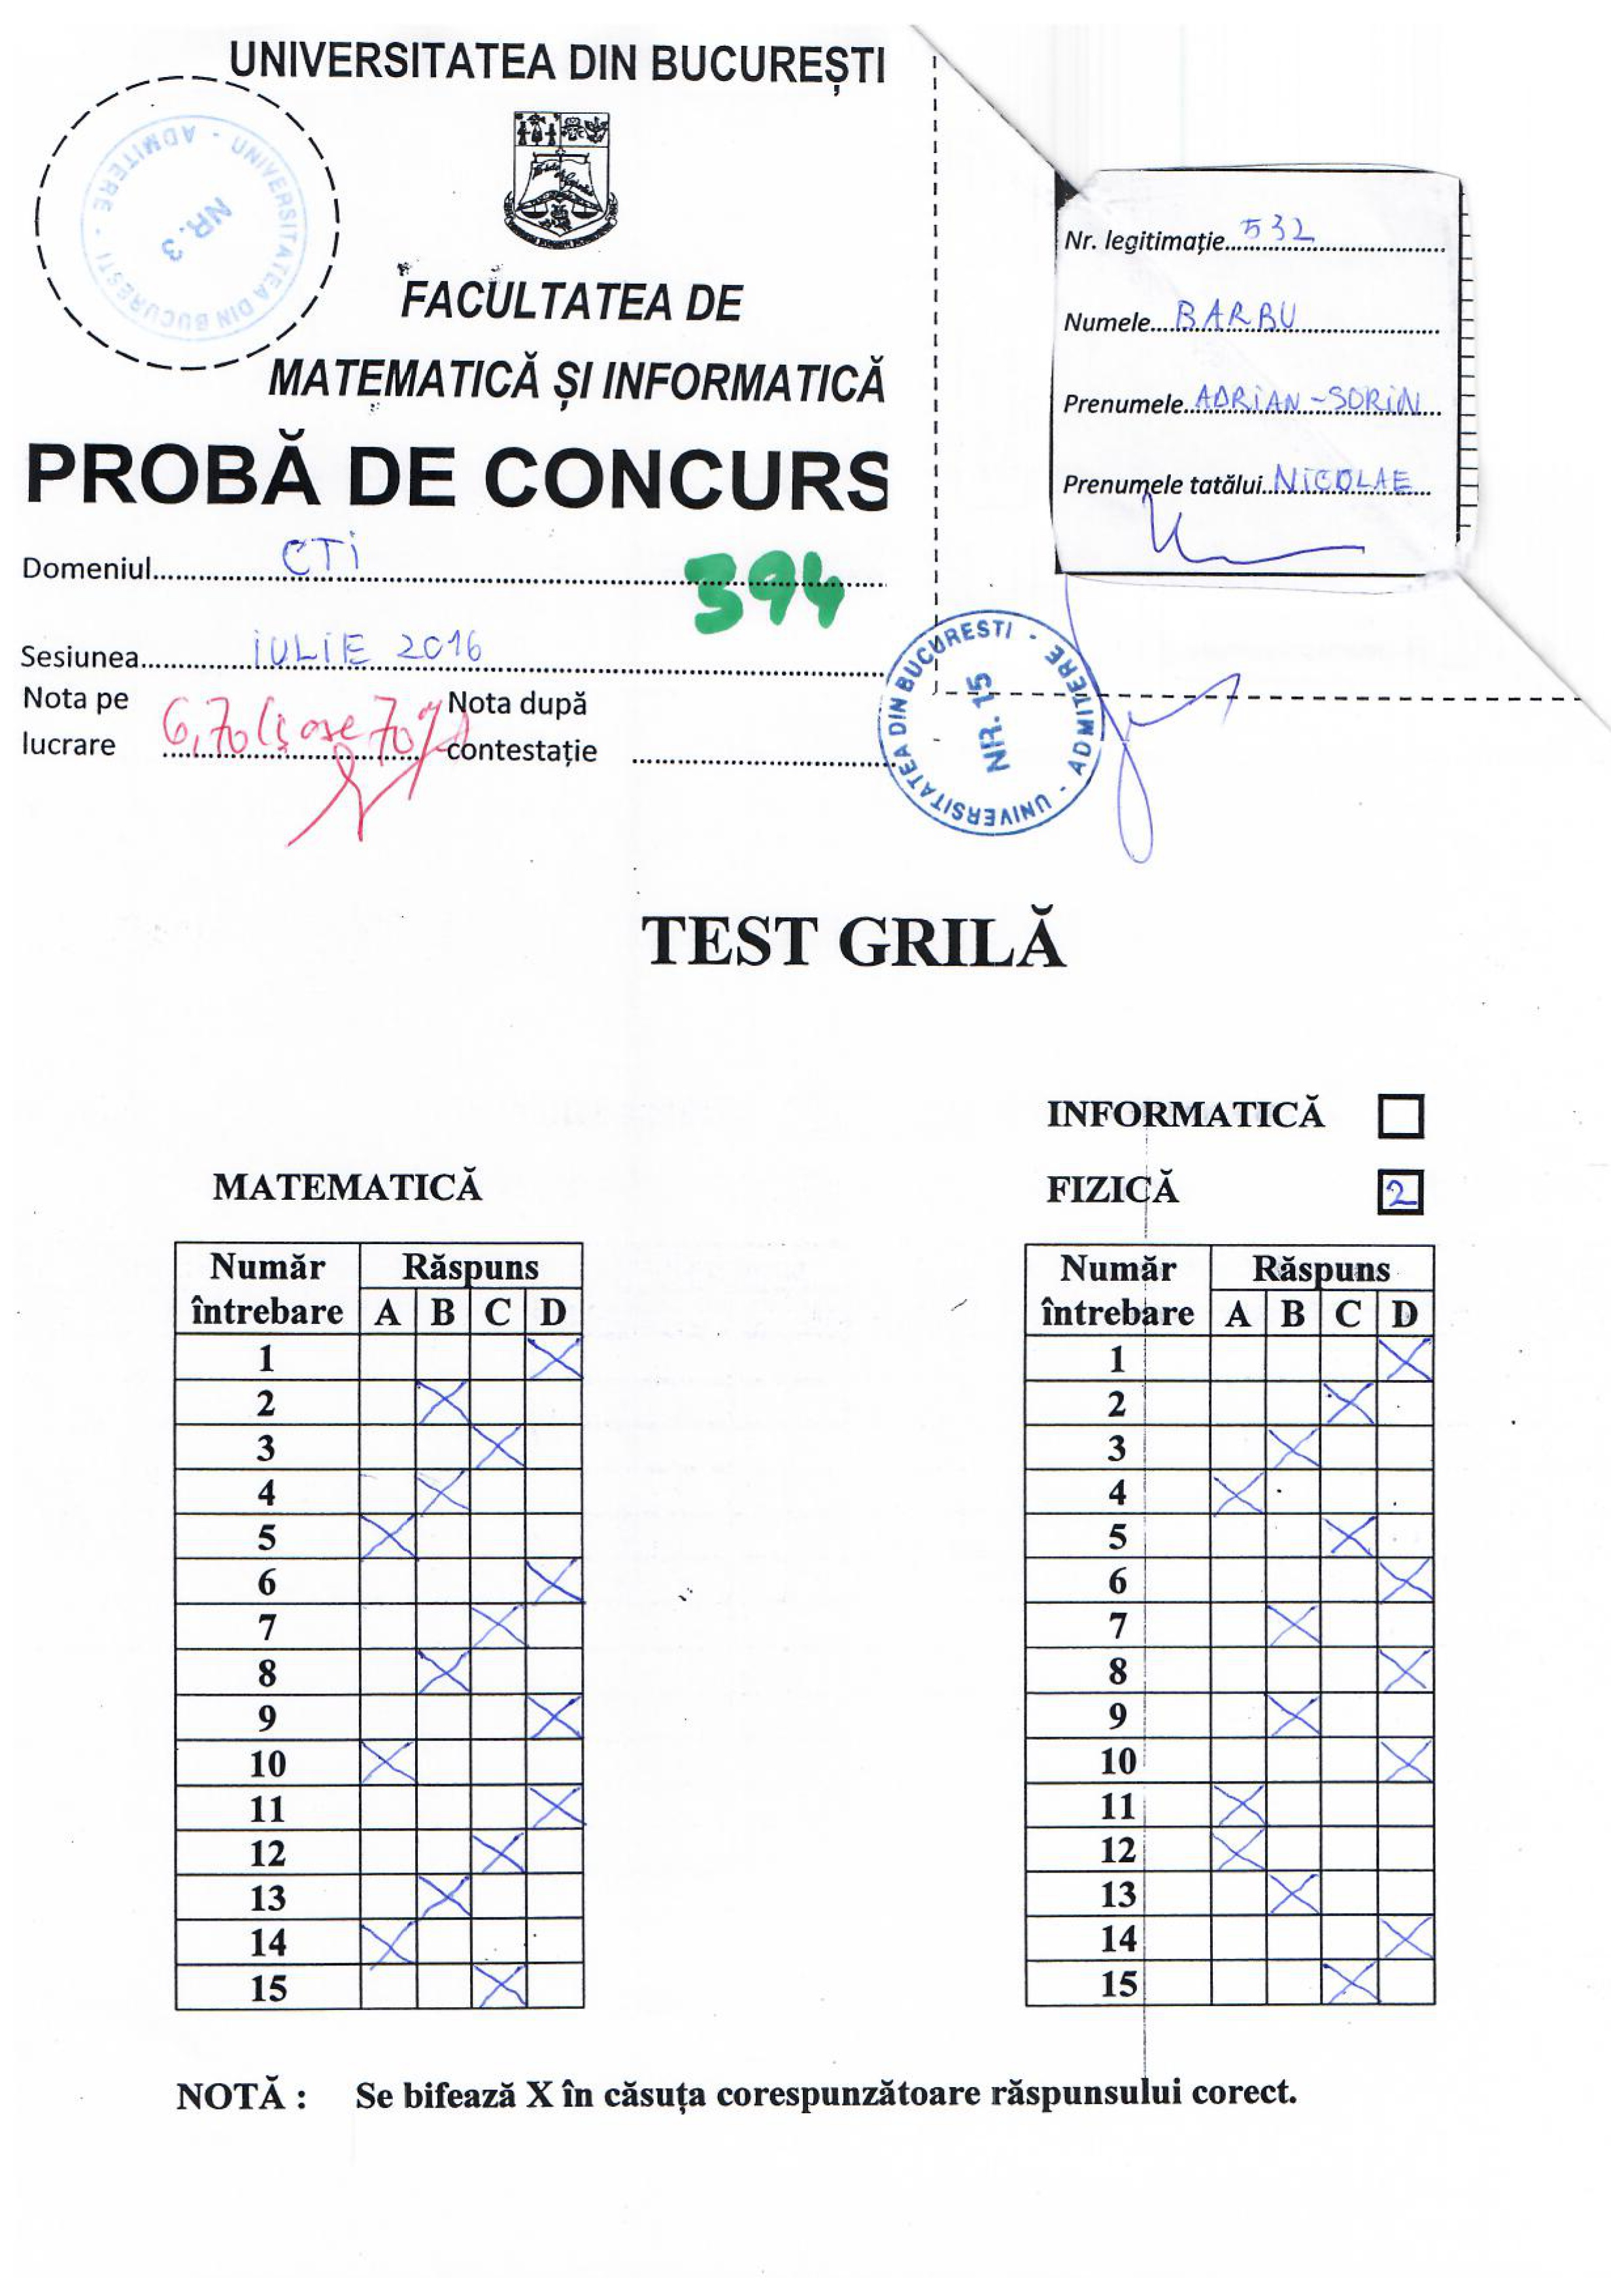 UNIVERSITATEA DIN BUCUREȘTI
UNIVERSITATEA DIN BUCURESTI - ADMITERE -
NR. 3
FACULTATEA DE
MATEMATICĂ ȘI INFORMATICĂ
PROBĂ DE CONCURS
Domeniul CTi
394
Sesiunea iULiE 2016
Nota pe lucrare 6,70 (șase 70%)
Nota după contestație
Nr. legitimație 532
Numele BARBU
Prenumele ADRiAN-SORiN
Prenumele tatălui NiCOLAE
UNIVERSITATEA DIN BUCURESTI - ADMITERE -
NR. 15
TEST GRILĂ
INFORMATICĂ
MATEMATICĂ
FIZICĂ 2
Număr întrebare Răspuns
A B C D
1 X
2 X
3 X
4 X
5 X
6 X
7 X
8 X
9 X
10 X
11 X
12 X
13 X
14 X
15 X
Număr întrebare Răspuns
A B C D
1 X
2 X
3 X
4 X
5 X
6 X
7 X
8 X
9 X
10 X
11 X
12 X
13 X
14 X
15 X
NOTĂ : Se bifează X în căsuța corespunzătoare răspunsului corect.